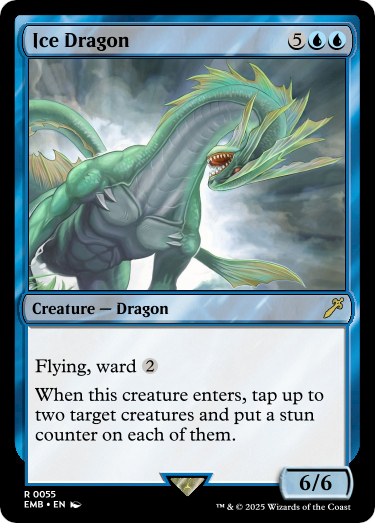 Ice Dragon 5
Creature — Dragon
Flying, ward 2
When this creature enters, tap up to
two target creatures and put a stun
counter on each of them.
6/6
R 0055
EMB • EN
™ & © 2025 Wizards of the Coast